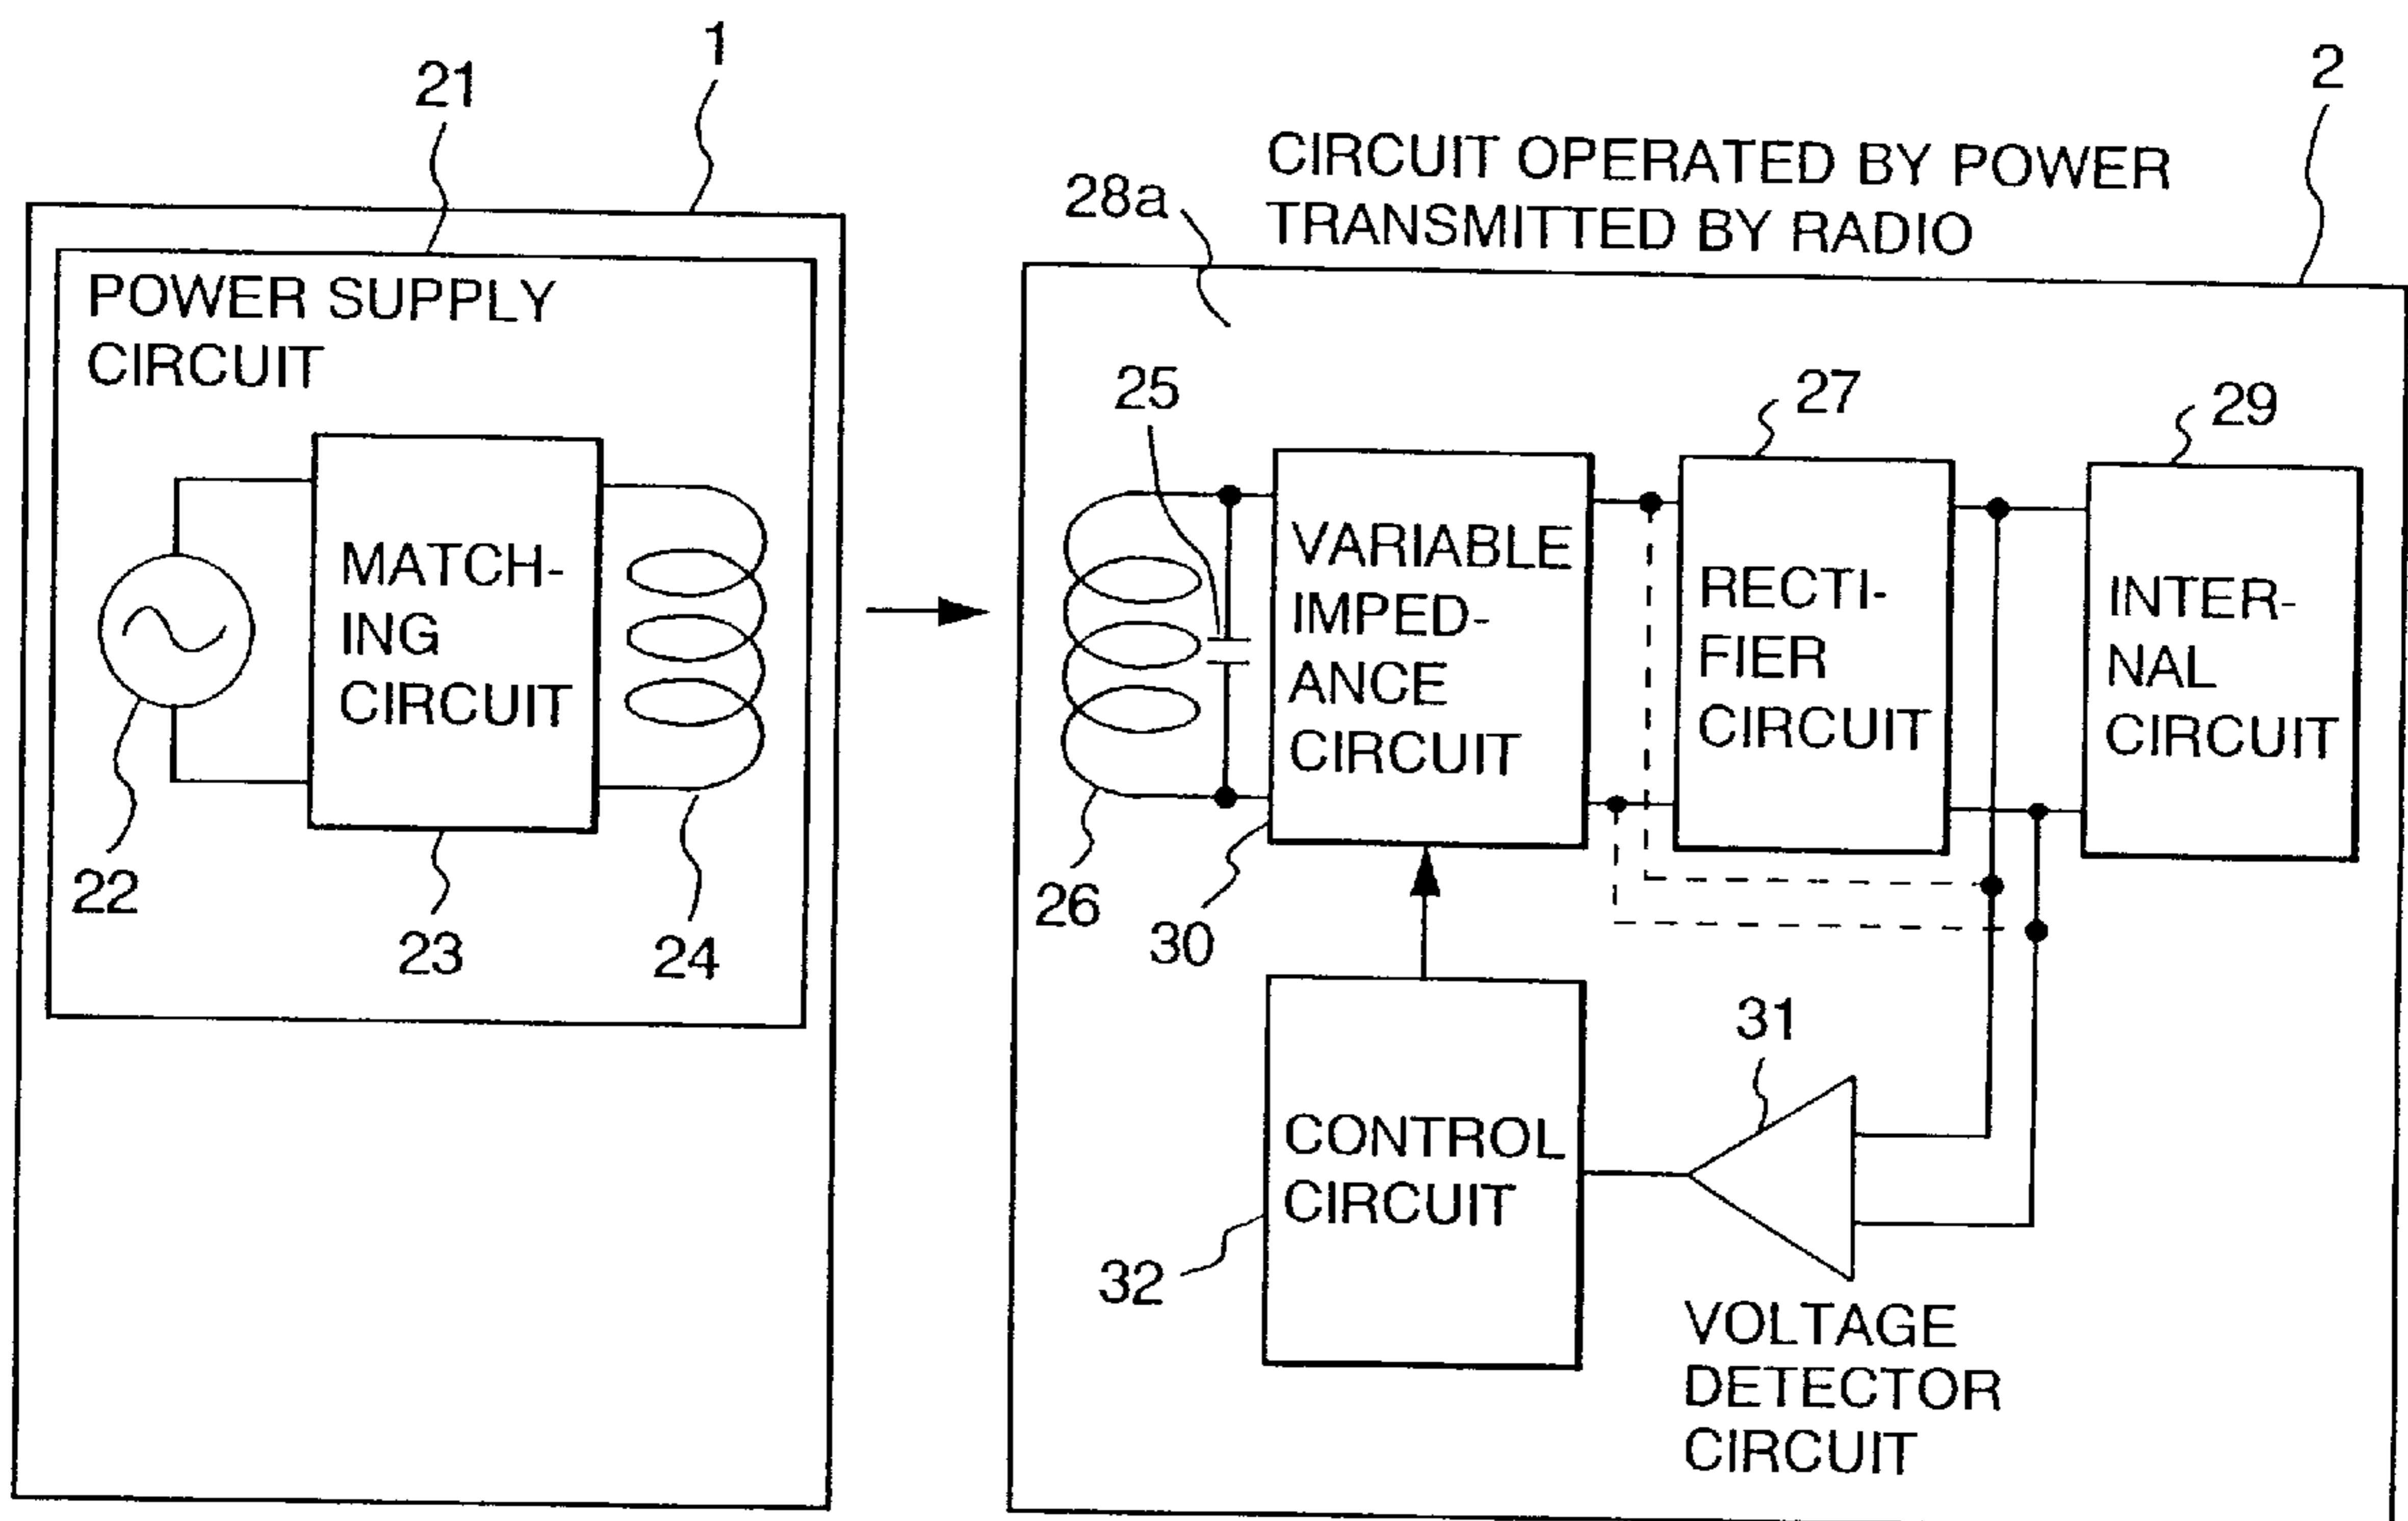 1
21
2
CIRCUIT OPERATED BY POWER
TRANSMITTED BY RADIO
28a
POWER SUPPLY
CIRCUIT
25
27
29
MATCH-
ING
CIRCUIT
VARIABLE
IMPED-
ANCE
CIRCUIT
RECTI-
FIER
CIRCUIT
INTER-
NAL
CIRCUIT
22
23
24
26
30
31
CONTROL
CIRCUIT
32
VOLTAGE
DETECTOR
CIRCUIT